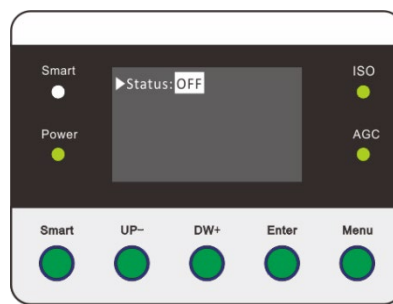 Smart
ISO
▶Status:OFF
Power
AGC
Smart
UP−
DW+
Enter
Menu